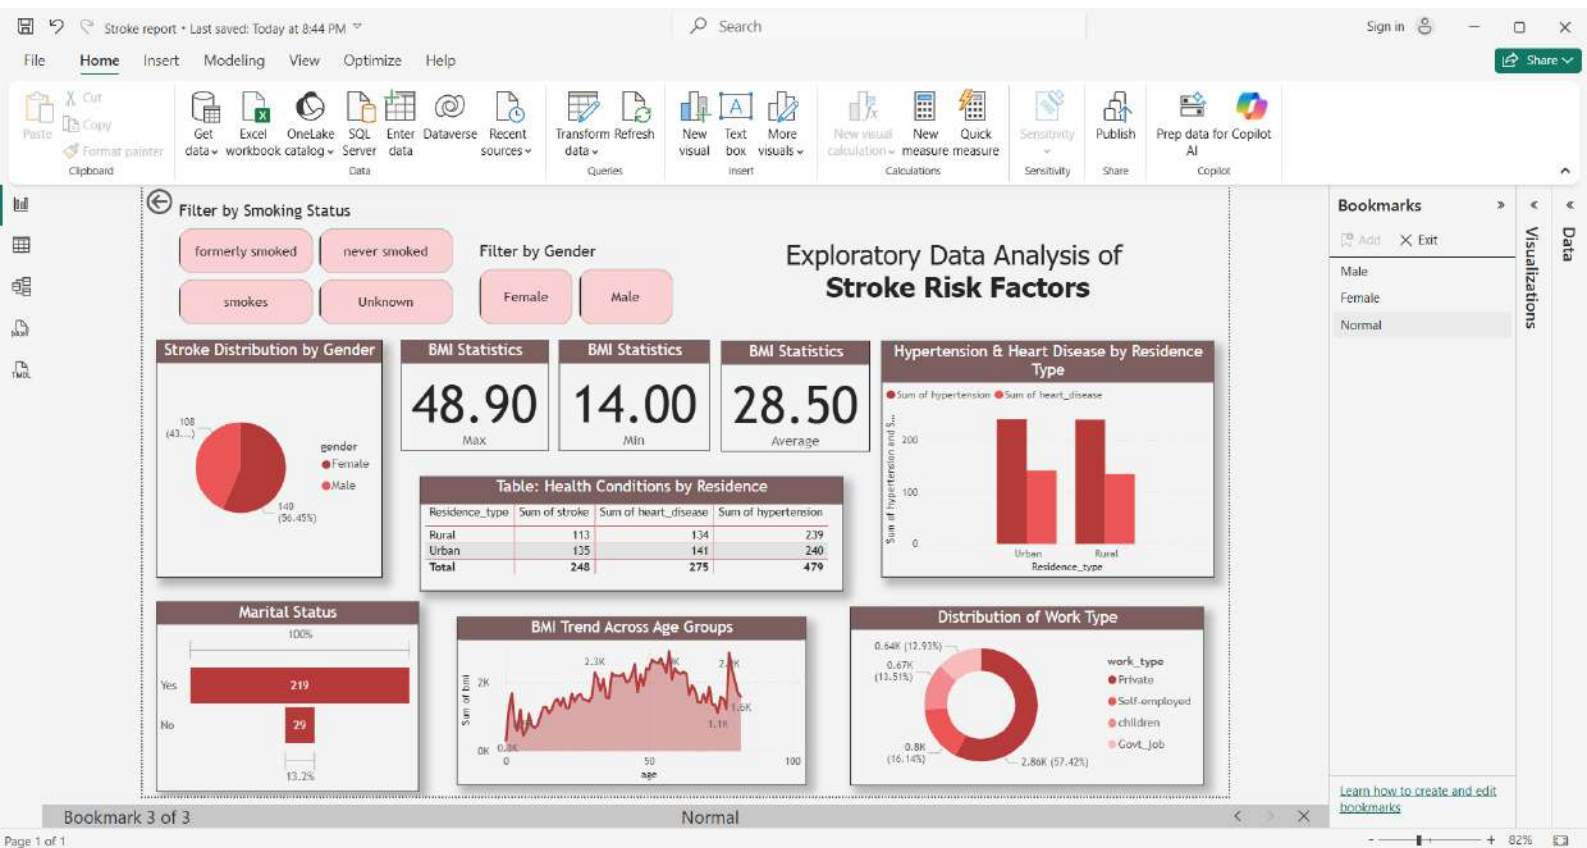 Stroke report • Last saved: Today at 8:44 PM
Search
Sign in
File Home Insert Modeling View Optimize Help
Share
Paste
Cut
Copy
Format painter
Clipboard
Get data
Excel workbook
OneLake catalog
SQL Server
Enter data
Dataverse
Recent sources
Data
Transform data
Refresh
Queries
New visual
Text box
More visuals
Insert
New visual calculation
New measure
Quick measure
Calculations
Sensitivity
Sensitivity
Publish
Share
Prep data for AI
Copilot
Copilot
Filter by Smoking Status
formerly smoked
never smoked
smokes
Unknown
Filter by Gender
Female
Male
Exploratory Data Analysis of
Stroke Risk Factors
Stroke Distribution by Gender
108
(43....)
140
(56.45%)
gender
Female
Male
BMI Statistics
48.90
Max
BMI Statistics
14.00
Min
BMI Statistics
28.50
Average
Hypertension & Heart Disease by Residence
Type
Sum of hypertension Sum of heart_disease
Sum of hypertension and S...
200
100
0
Urban
Rural
Residence_type
Table: Health Conditions by Residence
Residence_type Sum of stroke Sum of heart_disease Sum of hypertension
Rural 113 134 239
Urban 135 141 240
Total 248 275 479
Marital Status
100%
Yes
219
No
29
13.2%
BMI Trend Across Age Groups
Sum of bmi
2K
0K
2.3K
1.1K
1.6K
0
50
100
age
Distribution of Work Type
0.64K (12.93%)
0.67K
(13.51%)
0.8K
(16.14%)
2.86K (57.42%)
work_type
Private
Self-employed
children
Govt_job
Bookmarks
Add
Exit
Male
Female
Normal
Learn how to create and edit
bookmarks
Visualizations
Data
Bookmark 3 of 3
Normal
Page 1 of 1
82%